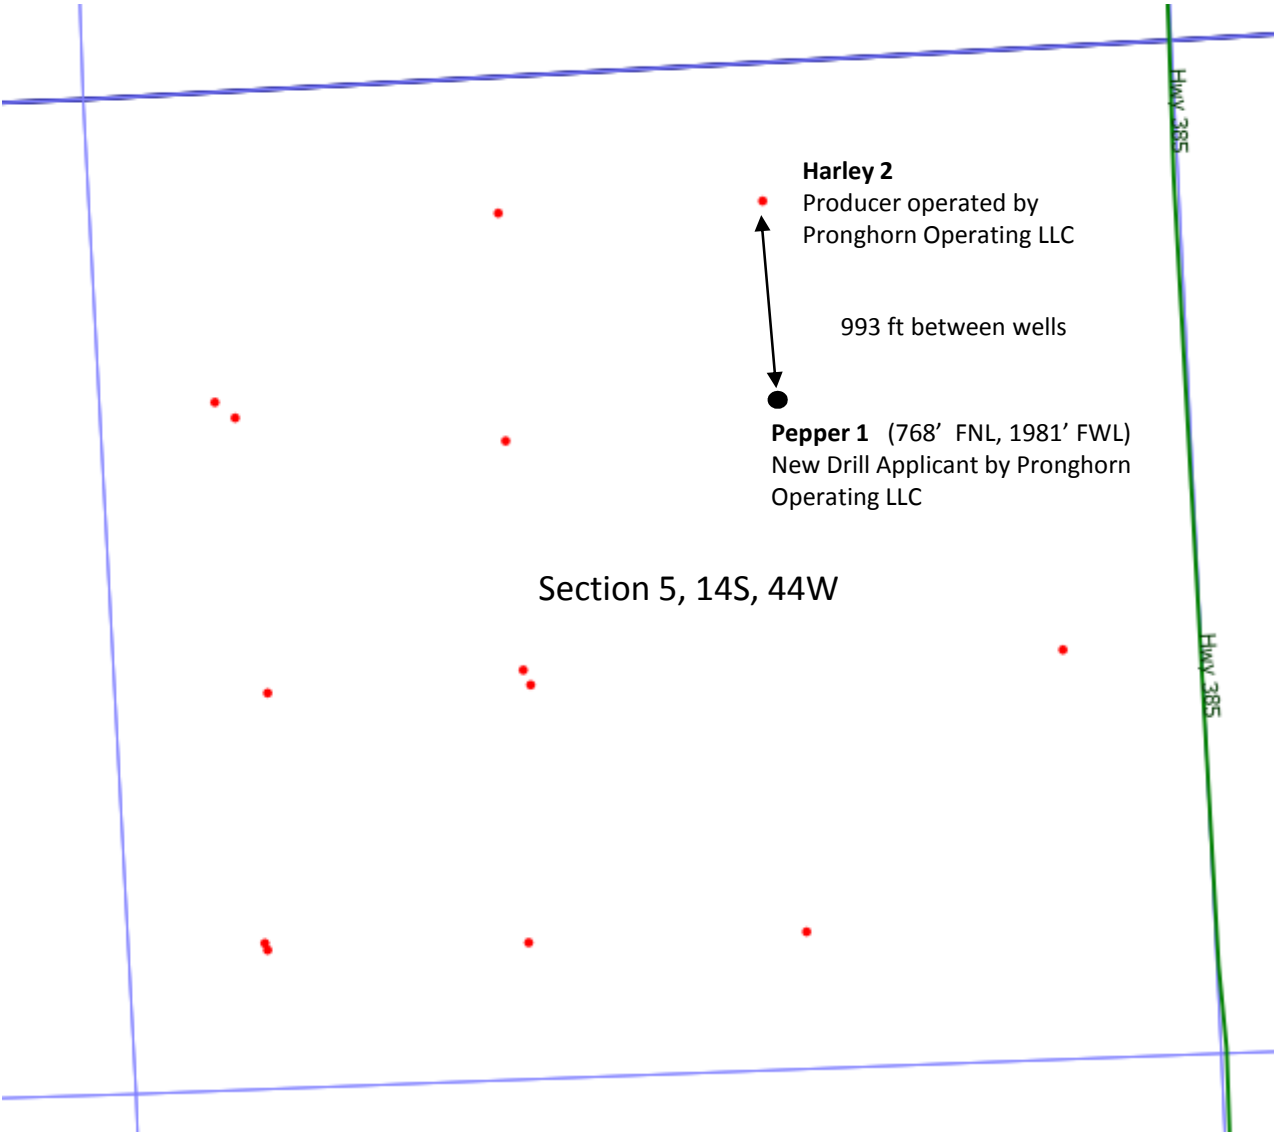 Hwy 385
Harley 2
Producer operated by
Pronghorn Operating LLC
993 ft between wells
Pepper 1 (768’ FNL, 1981’ FWL)
New Drill Applicant by Pronghorn
Operating LLC
Section 5, 14S, 44W
Hwy 385